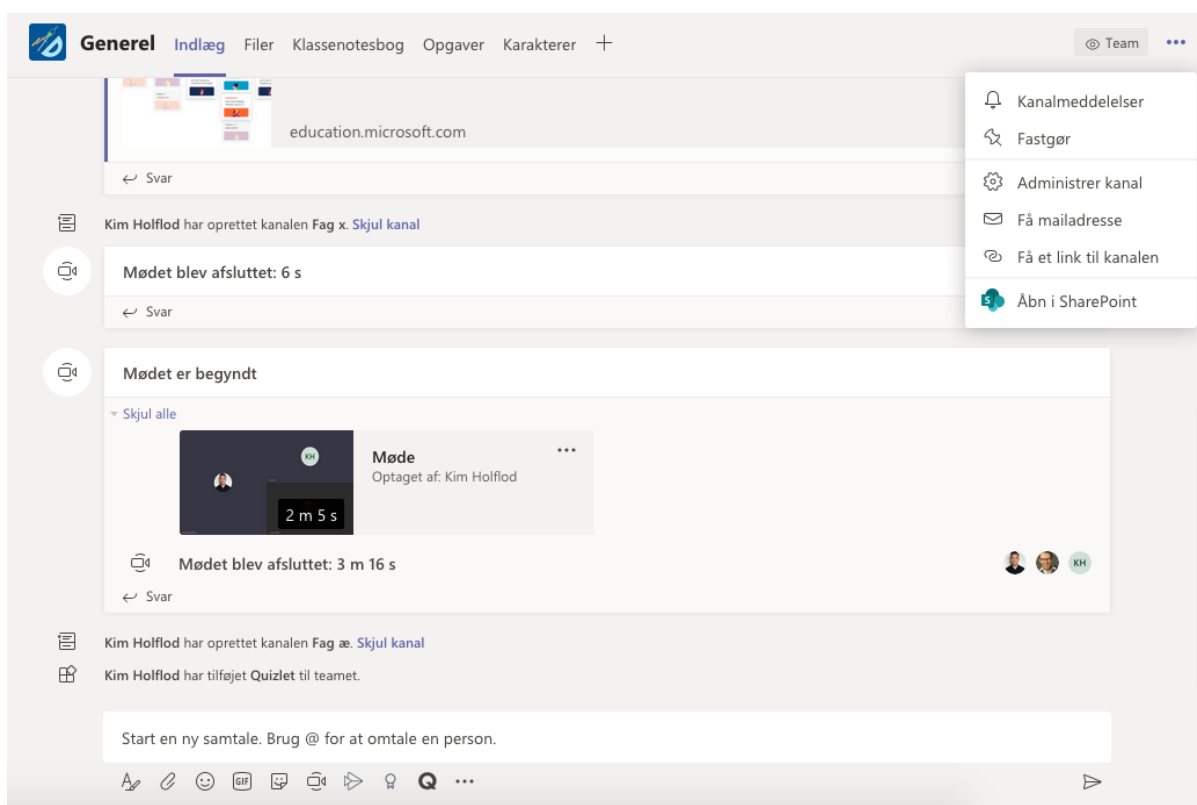 Generel Indlæg Filer Klassenotesbog Opgaver Karakterer
Team
Kanalmeddelelser
Fastgør
Administrer kanal
Få mailadresse
Få et link til kanalen
Åbn i SharePoint
education.microsoft.com
Svar
Kim Holflod har oprettet kanalen Fag x. Skjul kanal
Mødet blev afsluttet: 6 s
Svar
Mødet er begyndt
Skjul alle
KH
2 m 5 s
Møde
Optaget af: Kim Holflod
Mødet blev afsluttet: 3 m 16 s
KH
Svar
Kim Holflod har oprettet kanalen Fag æ. Skjul kanal
Kim Holflod har tilføjet Quizlet til teamet.
Start en ny samtale. Brug @ for at omtale en person.
GIF
Q